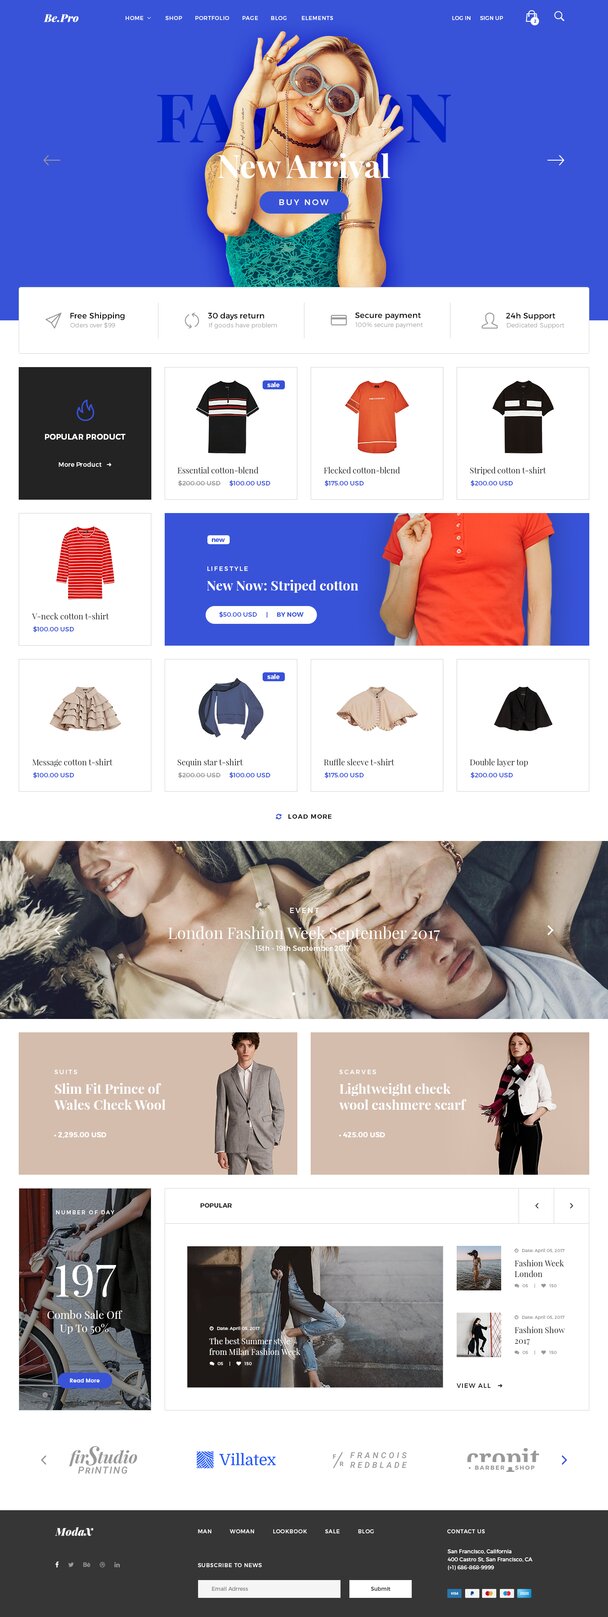 Be.Pro
HOME SHOP PORTFOLIO PAGE BLOG ELEMENTS
LOG IN SIGN UP
New Arrival
BUY NOW
Free Shipping
Oders over $99
30 days return
If goods have problem
Secure payment
100% secure payment
24h Support
Dedicated Support
POPULAR PRODUCT
More Product
sale
Essential cotton-blend
$200.00 USD $100.00 USD
Flecked cotton-blend
$175.00 USD
Striped cotton t-shirt
$200.00 USD
V-neck cotton t-shirt
$100.00 USD
new
LIFESTYLE
New Now: Striped cotton
$50.00 USD | BY NOW
Message cotton t-shirt
$100.00 USD
sale
Sequin star t-shirt
$200.00 USD $100.00 USD
Ruffle sleeve t-shirt
$175.00 USD
Double layer top
$200.00 USD
LOAD MORE
EVENT
London Fashion Week September 2017
15th - 19th September 2017
SUITS
Slim Fit Prince of
Wales Check Wool
2,295.00 USD
SCARVES
Lightweight check
wool cashmere scarf
425.00 USD
NUMBER OF DAY
197
Combo Sale Off
Up To 50%
Read More
POPULAR
Date: April 05, 2017
The best Summer style
from Milan Fashion Week
05 | 150
Date: April 05, 2017
Fashion Week
London
05 | 150
Date: April 05, 2017
Fashion Show
2017
05 | 150
VIEW ALL
firStudio
PRINTING
Villatex
F/R FRANCOIS
REDBLADE
cropit
BARBER SHOP
ModaX
MAN WOMAN LOOKBOOK SALE BLOG
SUBSCRIBE TO NEWS
Email Adrress
Submit
CONTACT US
San Francisco, California
400 Castro St, San Francisco, CA
(+1) 686-868-9999